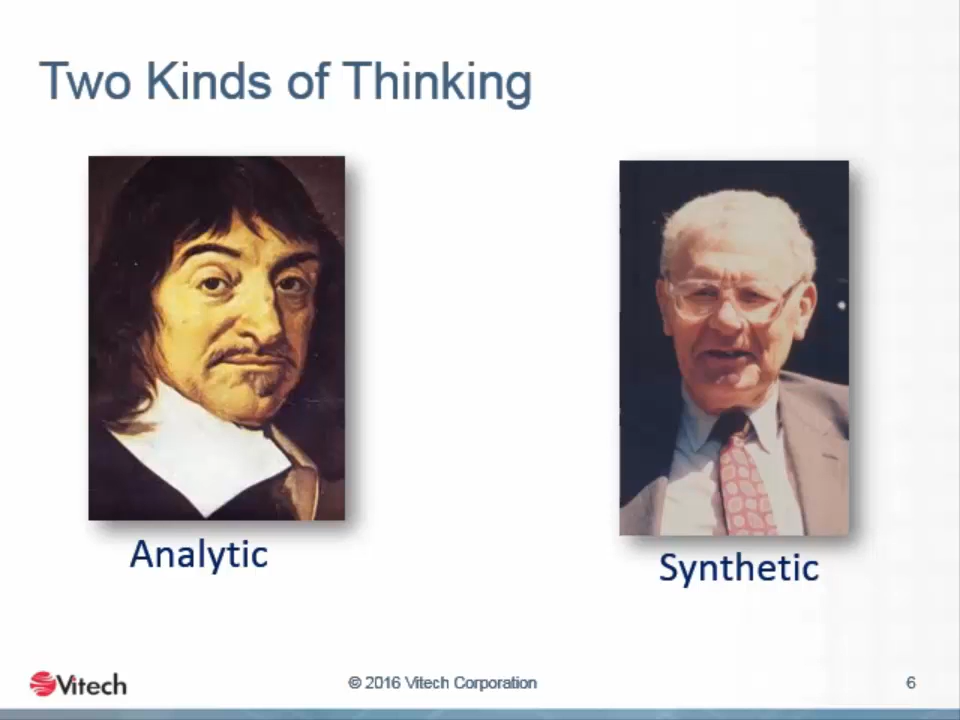 Two Kinds of Thinking
Analytic
Synthetic
Vitech
© 2016 Vitech Corporation
6